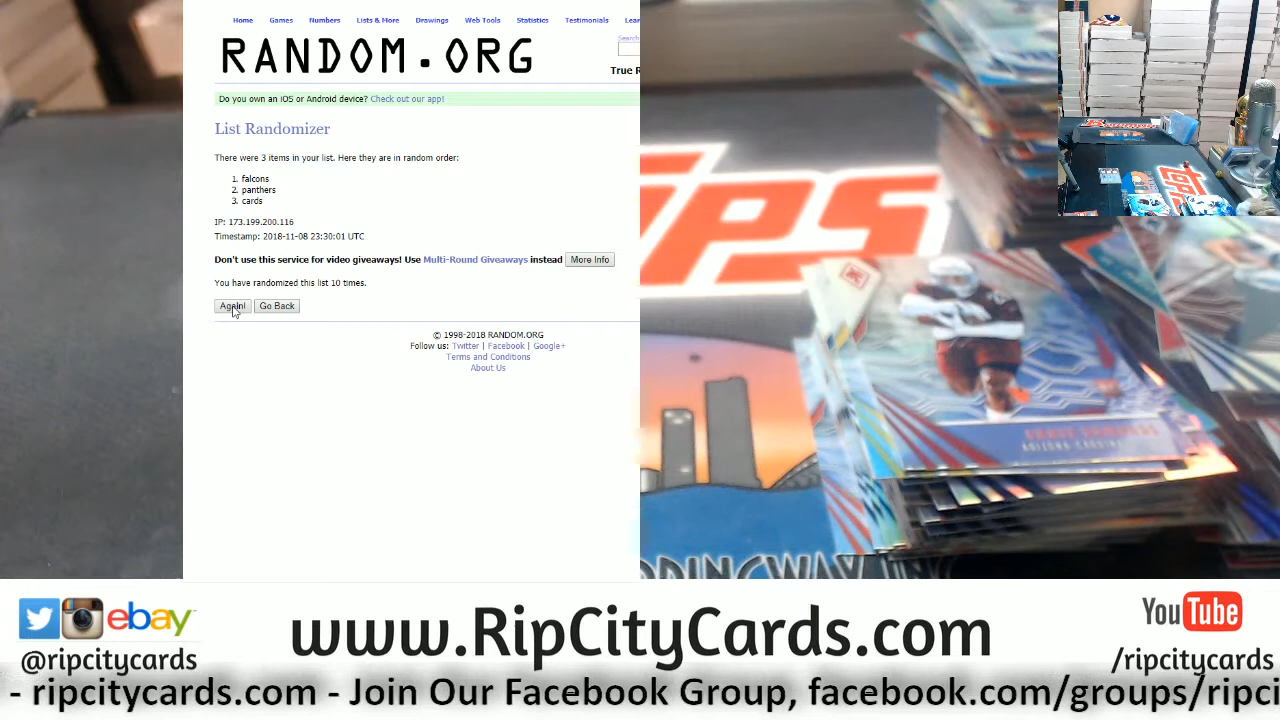 Home Games Numbers Lists & More Drawings Web Tools Statistics Testimonials Lear
RANDOM.ORG
Search
True R
Do you own an iOS or Android device? Check out our app!
List Randomizer
There were 3 items in your list. Here they are in random order:
1. falcons
2. panthers
3. cards
IP: 173.199.200.116
Timestamp: 2018-11-08 23:30:01 UTC
Don't use this service for video giveaways! Use Multi-Round Giveaways instead More Info
You have randomized this list 10 times.
Again! Go Back
© 1998-2018 RANDOM.ORG
Follow us: Twitter | Facebook | Google+
Terms and Conditions
About Us
ebay
@ripcitycards
www.RipCityCards.com
YouTube
/ripcitycards
- ripcitycards.com - Join Our Facebook Group, facebook.com/groups/ripci